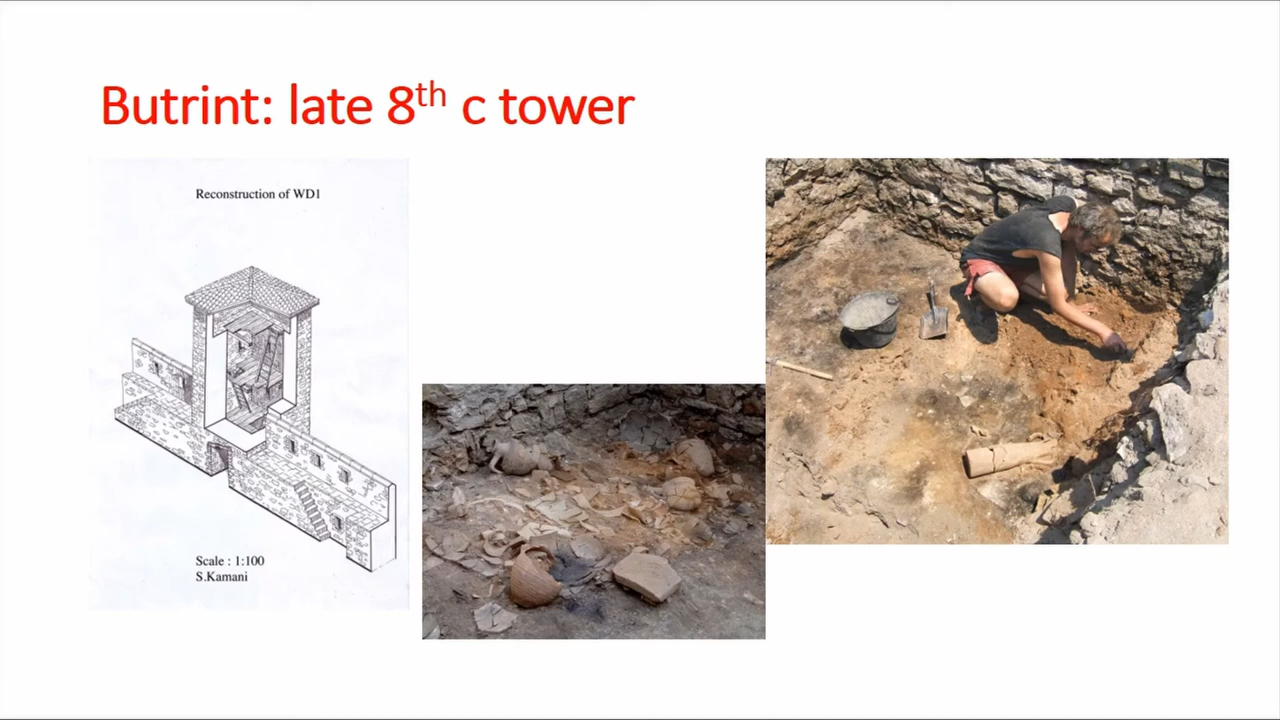 Butrint: late 8th c tower
Reconstruction of WD1
Scale : 1:100
S.Kamani